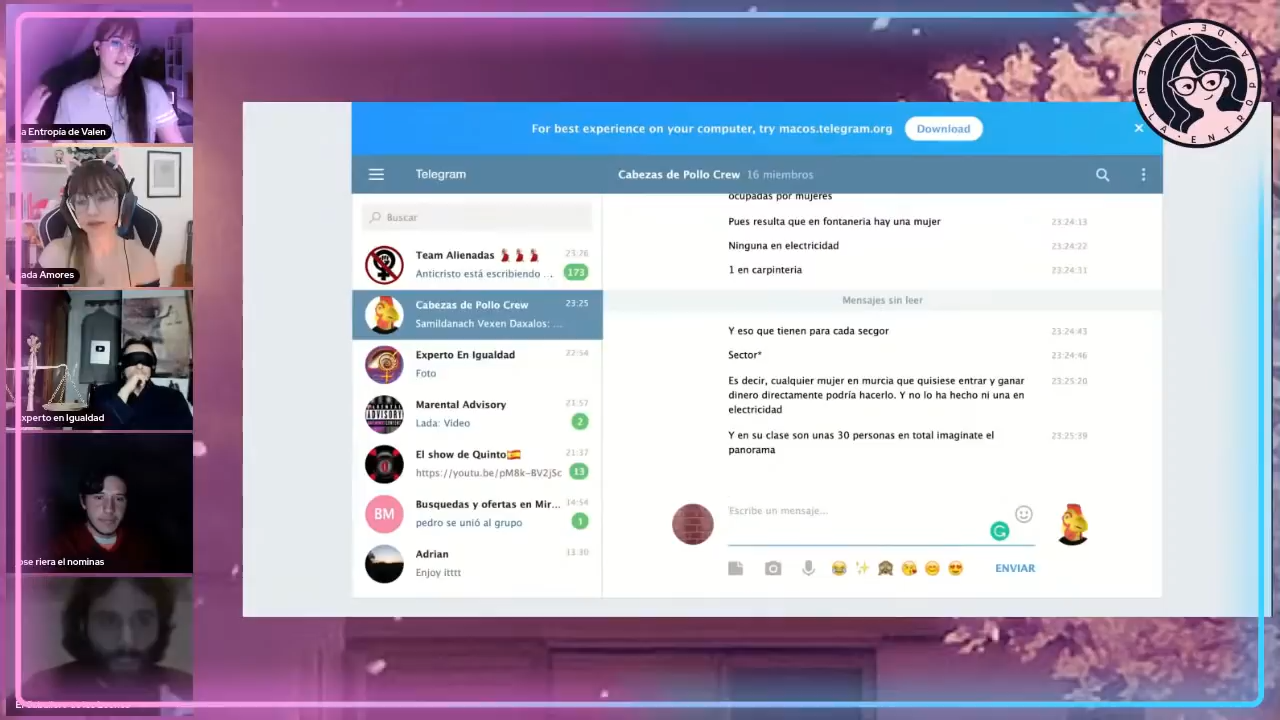 a Entropía de Valen
ada Amores
xperto en Igualdad
ose riera el nominas
LA ENTROPIA DE VALEN
For best experience on your computer, try macos.telegram.org
Download
Telegram
Cabezas de Pollo Crew 16 miembros
Buscar
Team Alienadas 23:26
Anticristo está escribiendo ... 173
Cabezas de Pollo Crew 23:25
Samildanach Vexen Daxalos: ...
Experto En Igualdad 22:54
Foto
ADVISORY
Marental Advisory 21:57
Lada: Video 2
El show de Quinto 21:37
https://youtu.be/pM8k-BV2jSc 13
BM
Busquedas y ofertas en Mir... 14:54
pedro se unió al grupo 1
Adrian 11:30
Enjoy itttt
ocupadas por mujeres
Pues resulta que en fontaneria hay una mujer 23:24:13
Ninguna en electricidad 23:24:22
1 en carpinteria 23:24:31
Mensajes sin leer
Y eso que tienen para cada secgor 23:24:43
Sector* 23:24:46
Es decir, cualquier mujer en murcia que quisiese entrar y ganar 23:25:20
dinero directamente podría hacerlo. Y no lo ha hecho ni una en
electricidad
Y en su clase son unas 30 personas en total imaginate el 23:25:39
panorama
Escribe un mensaje...
ENVIAR